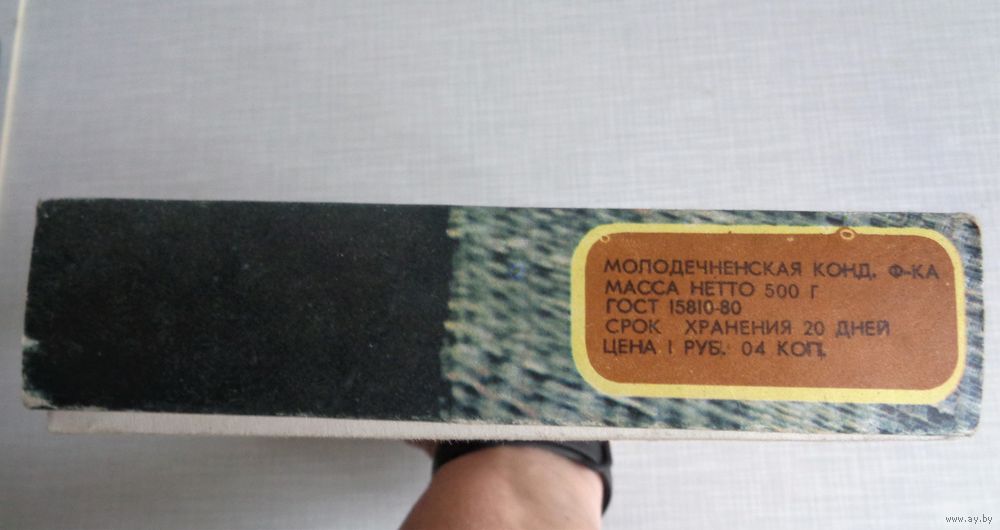 МОЛОДЕЧНЕНСКАЯ КОНД. Ф-КА
МАССА НЕТТО 500 Г
ГОСТ 15810-80
СРОК ХРАНЕНИЯ 20 ДНЕЙ
ЦЕНА 1 РУБ. 04 КОП.
www.ay.by